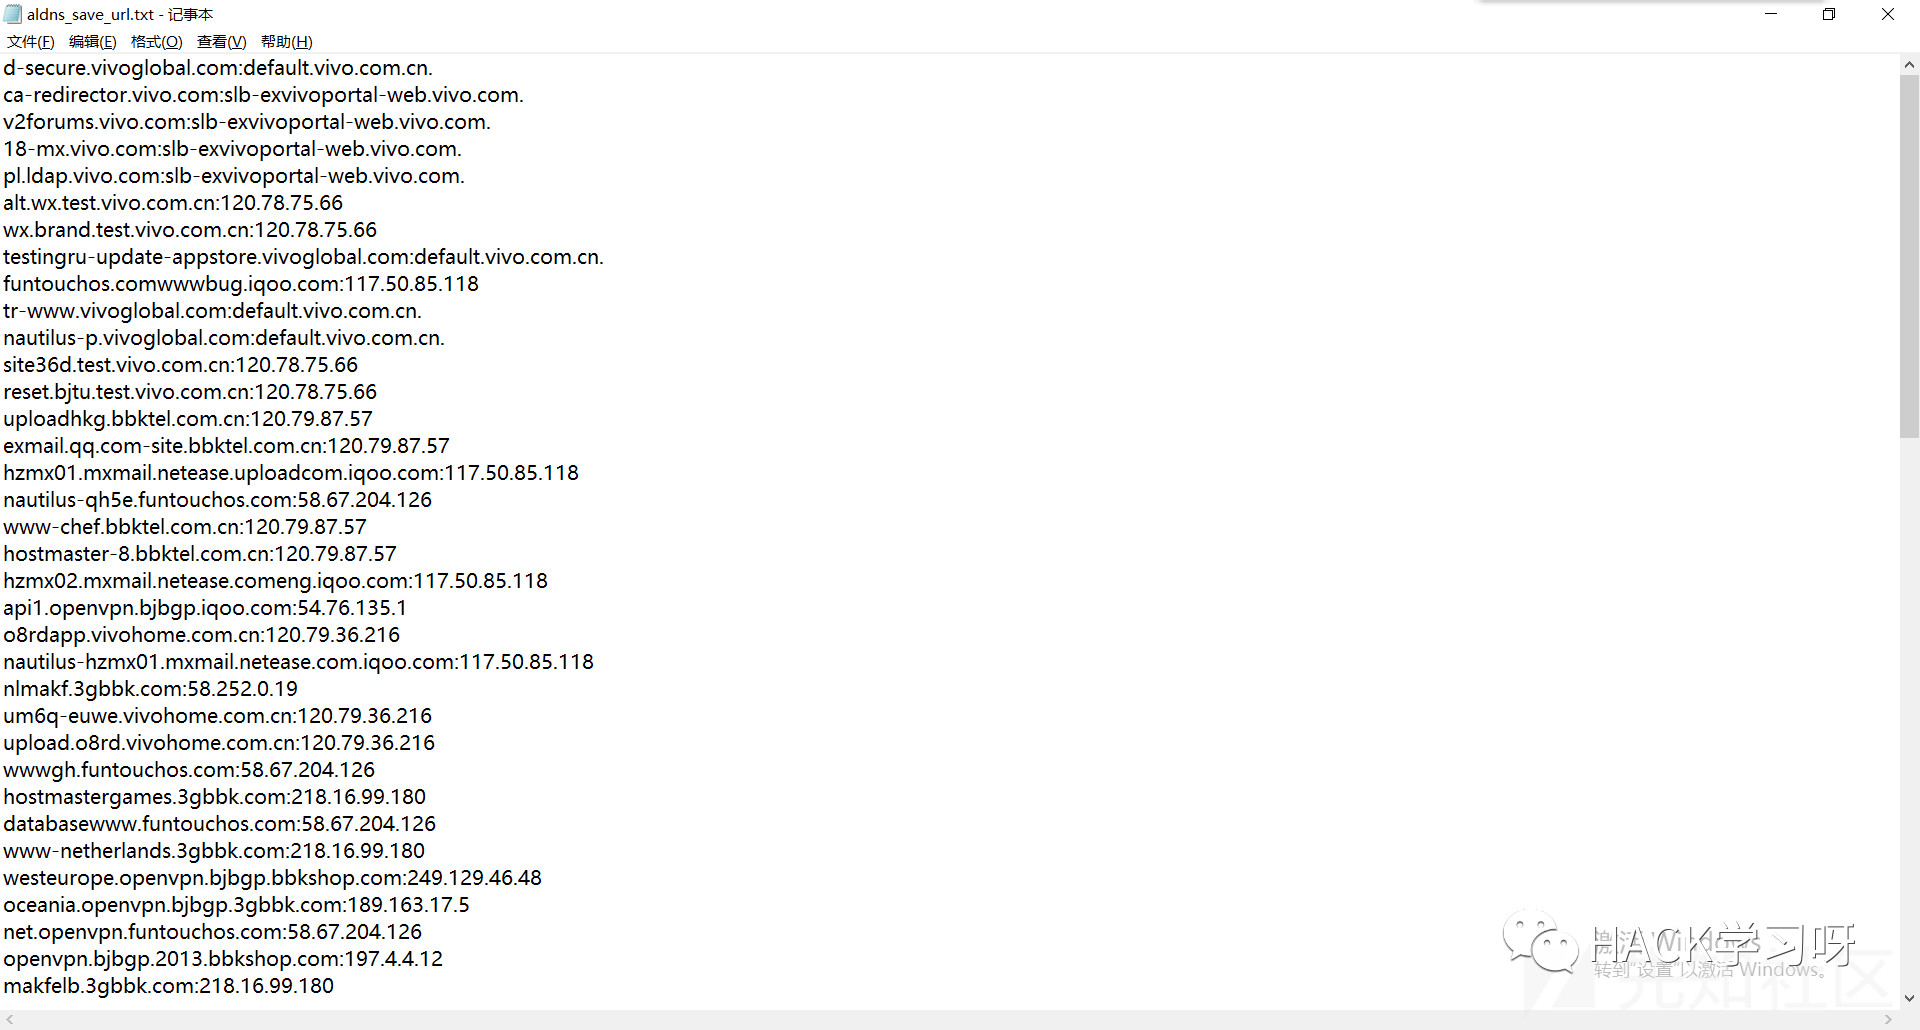 aldns_save_url.txt - 记事本
文件(F) 编辑(E) 格式(O) 查看(V) 帮助(H)
d-secure.vivoglobal.com:default.vivo.com.cn.
ca-redirector.vivo.com:slb-exvivoportal-web.vivo.com.
v2forums.vivo.com:slb-exvivoportal-web.vivo.com.
18-mx.vivo.com:slb-exvivoportal-web.vivo.com.
pl.ldap.vivo.com:slb-exvivoportal-web.vivo.com.
alt.wx.test.vivo.com.cn:120.78.75.66
wx.brand.test.vivo.com.cn:120.78.75.66
testingru-update-appstore.vivoglobal.com:default.vivo.com.cn.
funtouchos.comwwwbug.iqoo.com:117.50.85.118
tr-www.vivoglobal.com:default.vivo.com.cn.
nautilus-p.vivoglobal.com:default.vivo.com.cn.
site36d.test.vivo.com.cn:120.78.75.66
reset.bjtu.test.vivo.com.cn:120.78.75.66
uploadhkg.bbktel.com.cn:120.79.87.57
exmail.qq.com-site.bbktel.com.cn:120.79.87.57
hzmx01.mxmail.netease.uploadcom.iqoo.com:117.50.85.118
nautilus-qh5e.funtouchos.com:58.67.204.126
www-chef.bbktel.com.cn:120.79.87.57
hostmaster-8.bbktel.com.cn:120.79.87.57
hzmx02.mxmail.netease.comeng.iqoo.com:117.50.85.118
api1.openvpn.bjbgp.iqoo.com:54.76.135.1
o8rdapp.vivohome.com.cn:120.79.36.216
nautilus-hzmx01.mxmail.netease.com.iqoo.com:117.50.85.118
nlmakf.3gbbk.com:58.252.0.19
um6q-euwe.vivohome.com.cn:120.79.36.216
upload.o8rd.vivohome.com.cn:120.79.36.216
wwwgh.funtouchos.com:58.67.204.126
hostmastergames.3gbbk.com:218.16.99.180
databasewww.funtouchos.com:58.67.204.126
www-netherlands.3gbbk.com:218.16.99.180
westeurope.openvpn.bjbgp.bbkshop.com:249.129.46.48
oceania.openvpn.bjbgp.3gbbk.com:189.163.17.5
net.openvpn.funtouchos.com:58.67.204.126
openvpn.bjbgp.2013.bbkshop.com:197.4.4.12
makfelb.3gbbk.com:218.16.99.180
HACK学习呀
激活 Windows
转到"设置"以激活 Windows。
先知社区